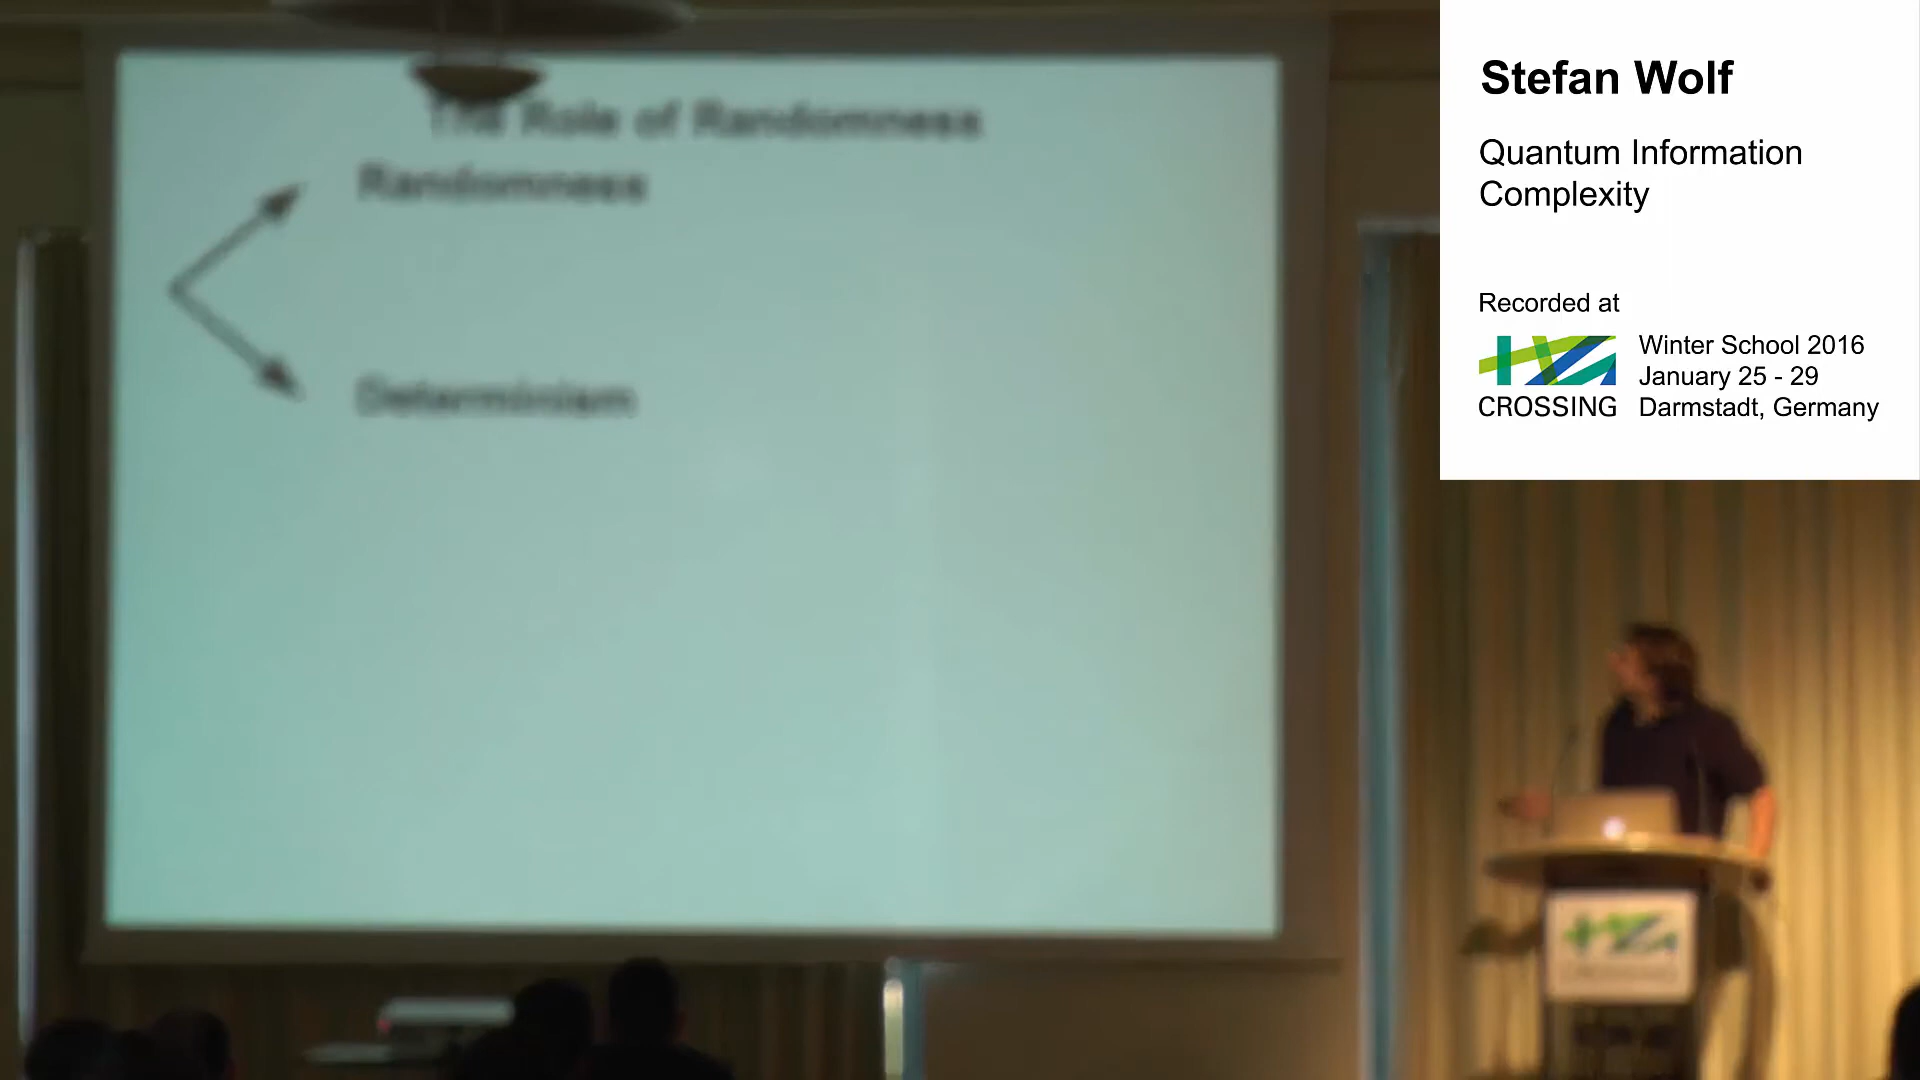 The Role of Randomness
Randomness
Determinism
Stefan Wolf
Quantum Information
Complexity
Recorded at
CROSSING
Winter School 2016
January 25 - 29
Darmstadt, Germany
CROSSING